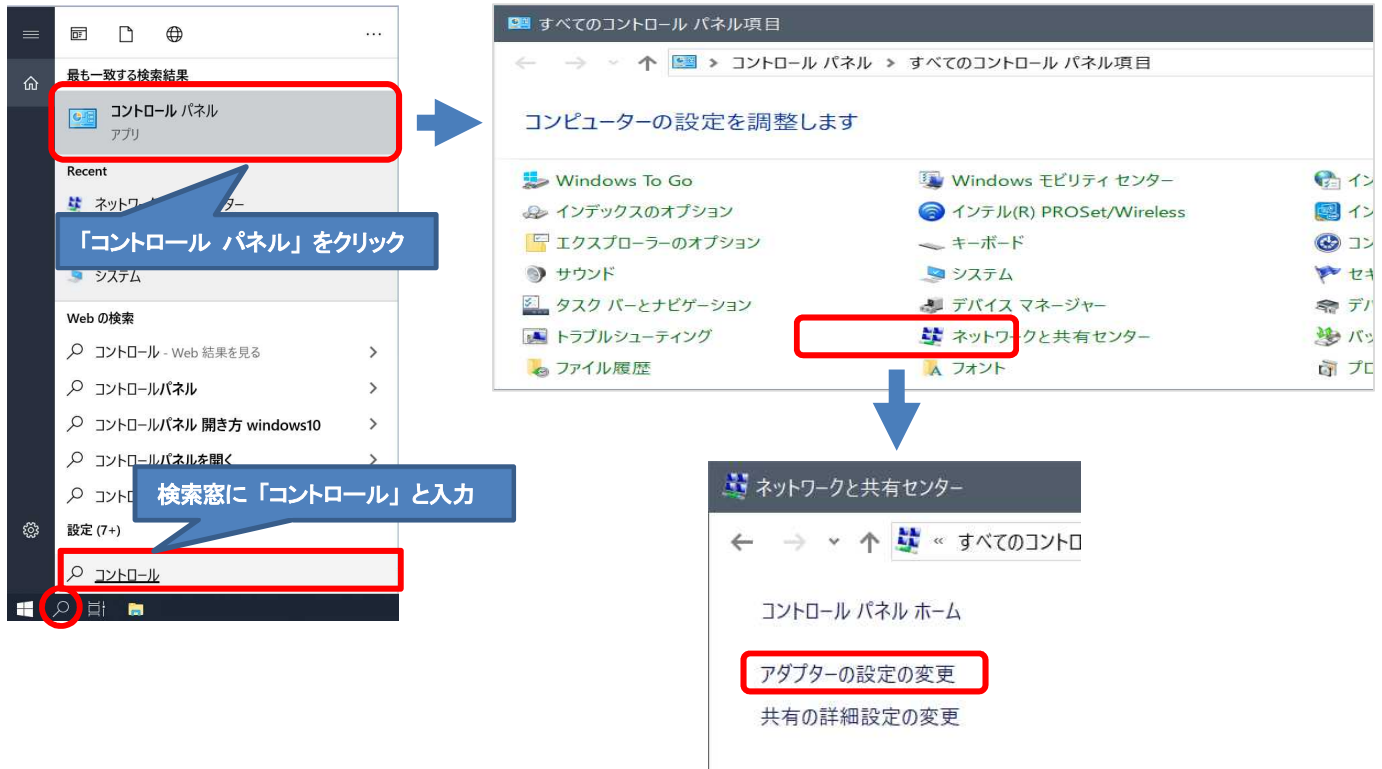 最も一致する検索結果
コントロール パネル
アプリ
Recent
「コントロール パネル」をクリック
システム
Web の検索
コントロール - Web 結果を見る
コントロールパネル
コントロールパネル 開き方 windows10
コントロールパネルを開く
検索窓に「コントロール」と入力
設定 (7+)
コントロール
すべてのコントロール パネル項目
コントロール パネル > すべてのコントロール パネル項目
コンピューターの設定を調整します
Windows To Go
Windows モビリティ センター
イン
インデックスのオプション
インテル(R) PROSet/Wireless
イン
エクスプローラーのオプション
キーボード
コン
サウンド
システム
セキ
タスク バーとナビゲーション
デバイス マネージャー
デバ
トラブルシューティング
ネットワークと共有センター
バッ
ファイル履歴
フォント
プロ
ネットワークと共有センター
« すべてのコントロ
コントロール パネル ホーム
アダプターの設定の変更
共有の詳細設定の変更